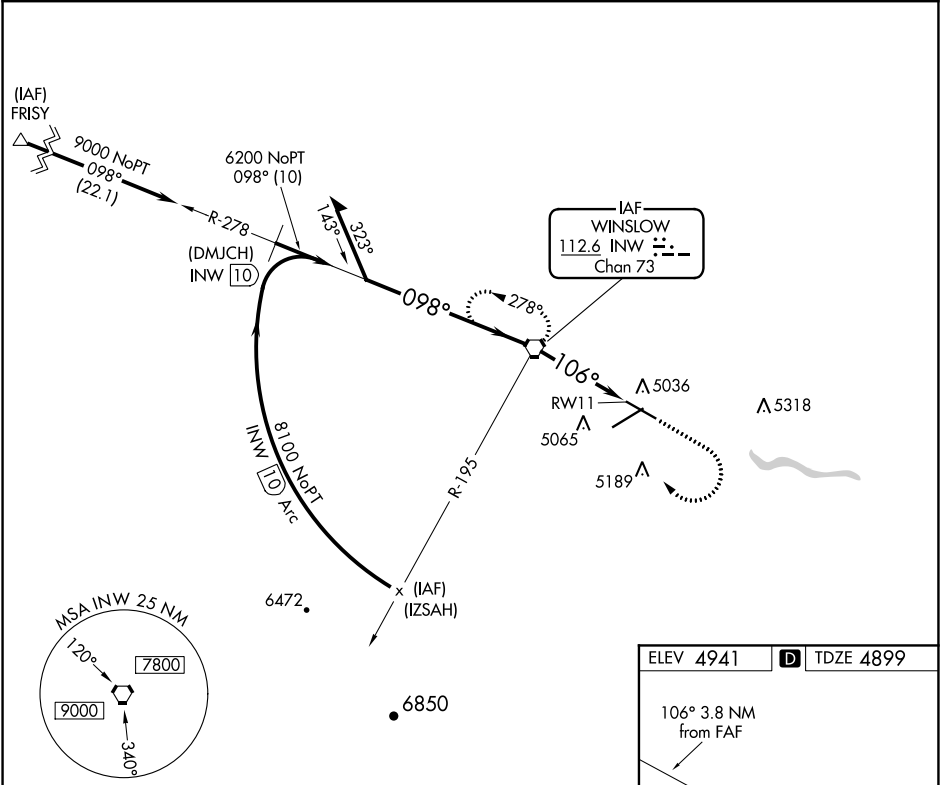 (IAF)
FRISY
9000 NoPT
098°
(22.1)
6200 NoPT
098° (10)
R-278
143°
323°
(DMJCH)
INW 10
098°
278°
IAF
WINSLOW
112.6 INW
Chan 73
106°
RW11
5036
5065
5318
5189
8100 NoPT
INW 10 Arc
R-195
(IAF)
(IZSAH)
6472
6850
MSA INW 25 NM
120°
7800
9000
340°
ELEV 4941 D TDZE 4899
106° 3.8 NM
from FAF